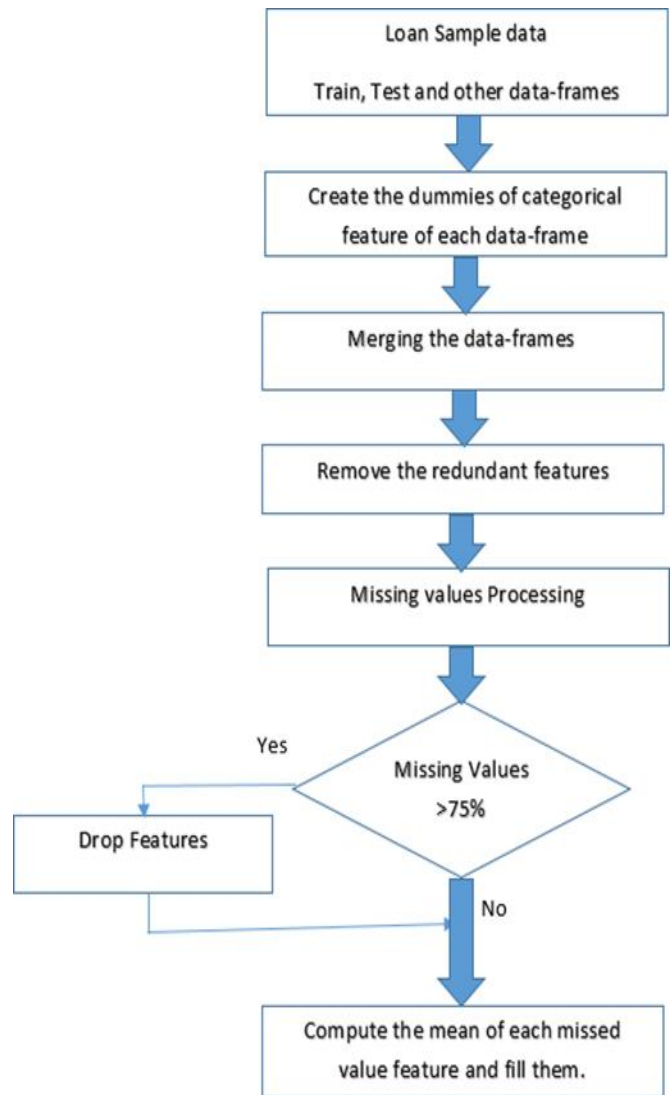 Loan Sample data
Train, Test and other data-frames
Create the dummies of categorical
feature of each data-frame
Merging the data-frames
Remove the redundant features
Missing values Processing
Yes
Missing Values
>75%
Drop Features
No
Compute the mean of each missed
value feature and fill them.